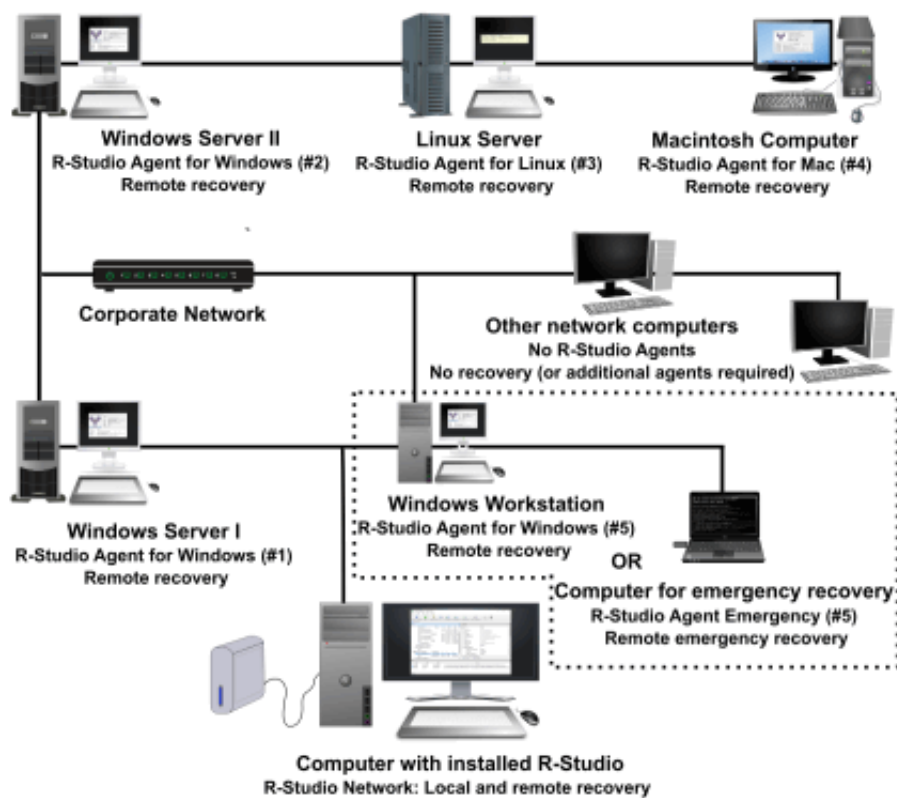 Windows Server II
R-Studio Agent for Windows (#2)
Remote recovery
Linux Server
R-Studio Agent for Linux (#3)
Remote recovery
Macintosh Computer
R-Studio Agent for Mac (#4)
Remote recovery
Corporate Network
Other network computers
No R-Studio Agents
No recovery (or additional agents required)
Windows Server I
R-Studio Agent for Windows (#1)
Remote recovery
Windows Workstation
R-Studio Agent for Windows (#5)
Remote recovery
OR
Computer for emergency recovery
R-Studio Agent Emergency (#5)
Remote emergency recovery
Computer with installed R-Studio
R-Studio Network: Local and remote recovery